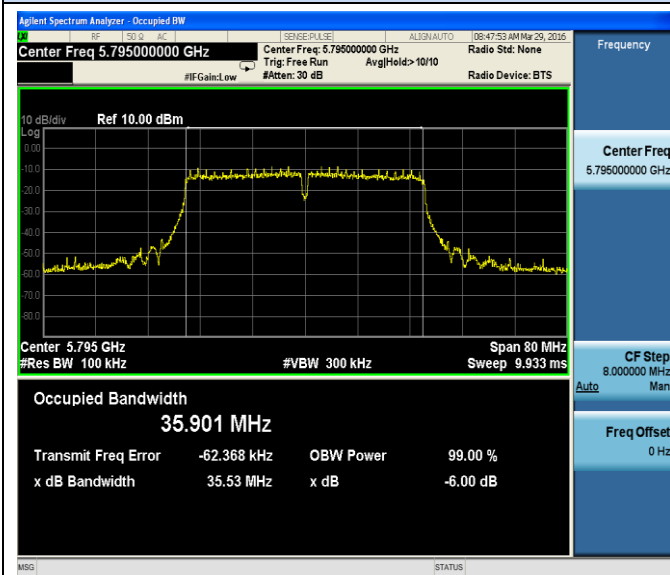 Agilent Spectrum Analyzer - Occupied BW
LXI RF 50 Ω AC SENSE:PULSE ALIGNAUTO 08:47:53 AM Mar 29, 2016
Center Freq 5.795000000 GHz
Center Freq: 5.795000000 GHz Radio Std: None
Trig: Free Run Avg|Hold:>10/10
#IFGain:Low #Atten: 30 dB Radio Device: BTS
Frequency
10 dB/div Ref 10.00 dBm
Log
0.00
-10.0
-20.0
-30.0
-40.0
-50.0
-60.0
-70.0
-80.0
Center Freq
5.795000000 GHz
Center 5.795 GHz Span 80 MHz
#Res BW 100 kHz #VBW 300 kHz Sweep 9.933 ms
CF Step
8.000000 MHz
Auto Man
Occupied Bandwidth
35.901 MHz
Transmit Freq Error -62.368 kHz OBW Power 99.00 %
x dB Bandwidth 35.53 MHz x dB -6.00 dB
Freq Offset
0 Hz
MSG STATUS